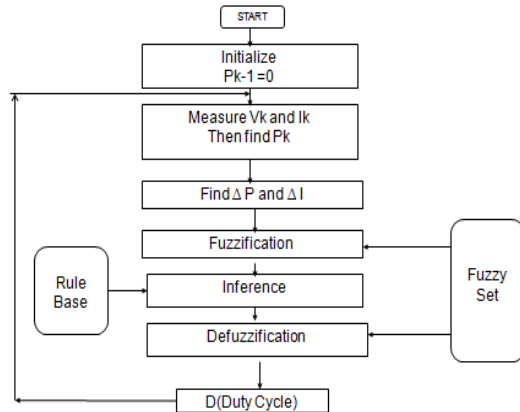 START
Initialize
Pk-1 =0
Measure Vk and Ik
Then find Pk
Find Δ P and Δ I
Fuzzification
Rule
Base
Inference
Fuzzy
Set
Defuzzification
D(Duty Cycle)